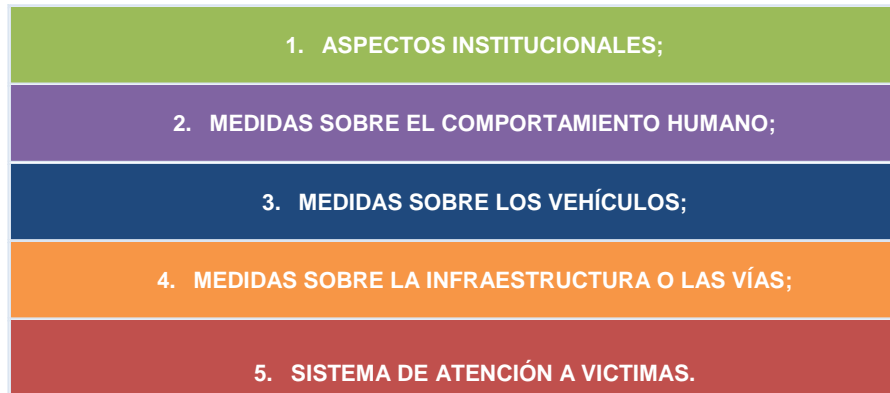 1. ASPECTOS INSTITUCIONALES;
2. MEDIDAS SOBRE EL COMPORTAMIENTO HUMANO;
3. MEDIDAS SOBRE LOS VEHÍCULOS;
4. MEDIDAS SOBRE LA INFRAESTRUCTURA O LAS VÍAS;
5. SISTEMA DE ATENCIÓN A VICTIMAS.